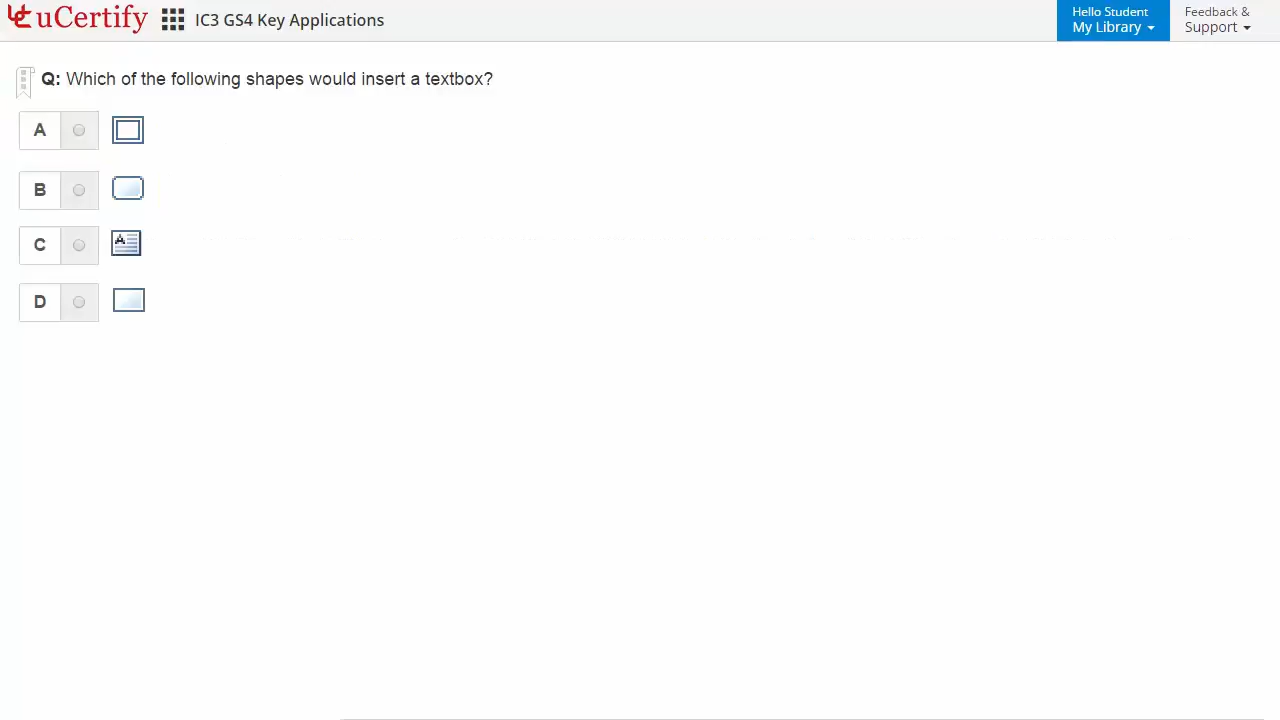 uCertify IC3 GS4 Key Applications
Hello Student
My Library
Feedback &
Support
Q: Which of the following shapes would insert a textbox?
A
B
C A
D